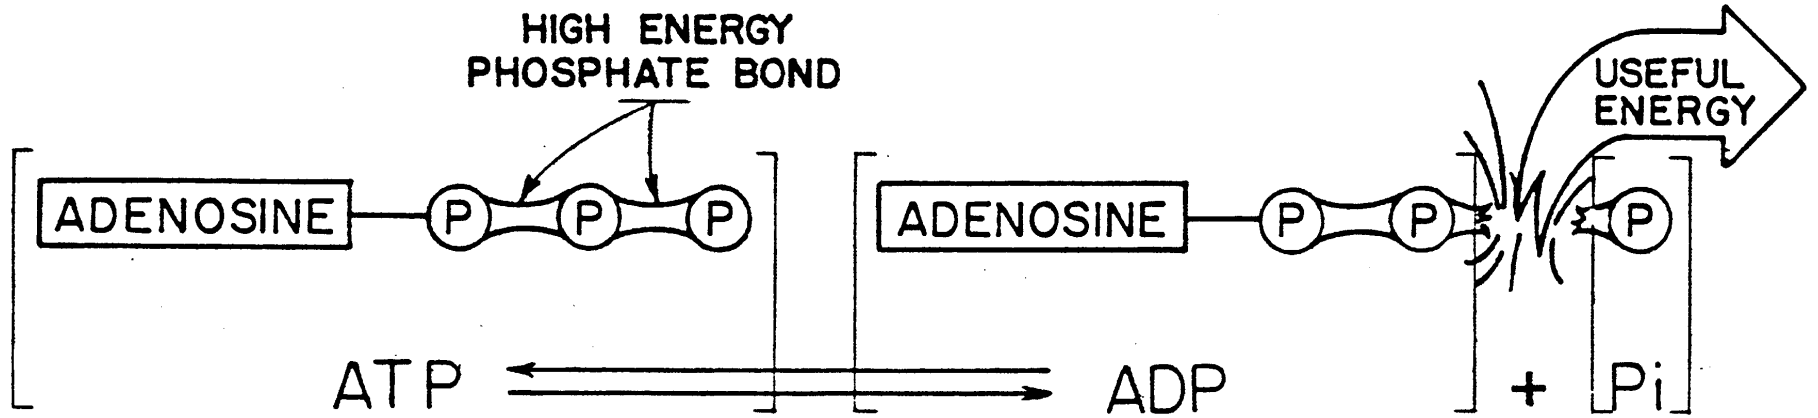 HIGH ENERGY
PHOSPHATE BOND
USEFUL
ENERGY
ADENOSINE P P P
ADENOSINE P P P
ATP ADP + Pi